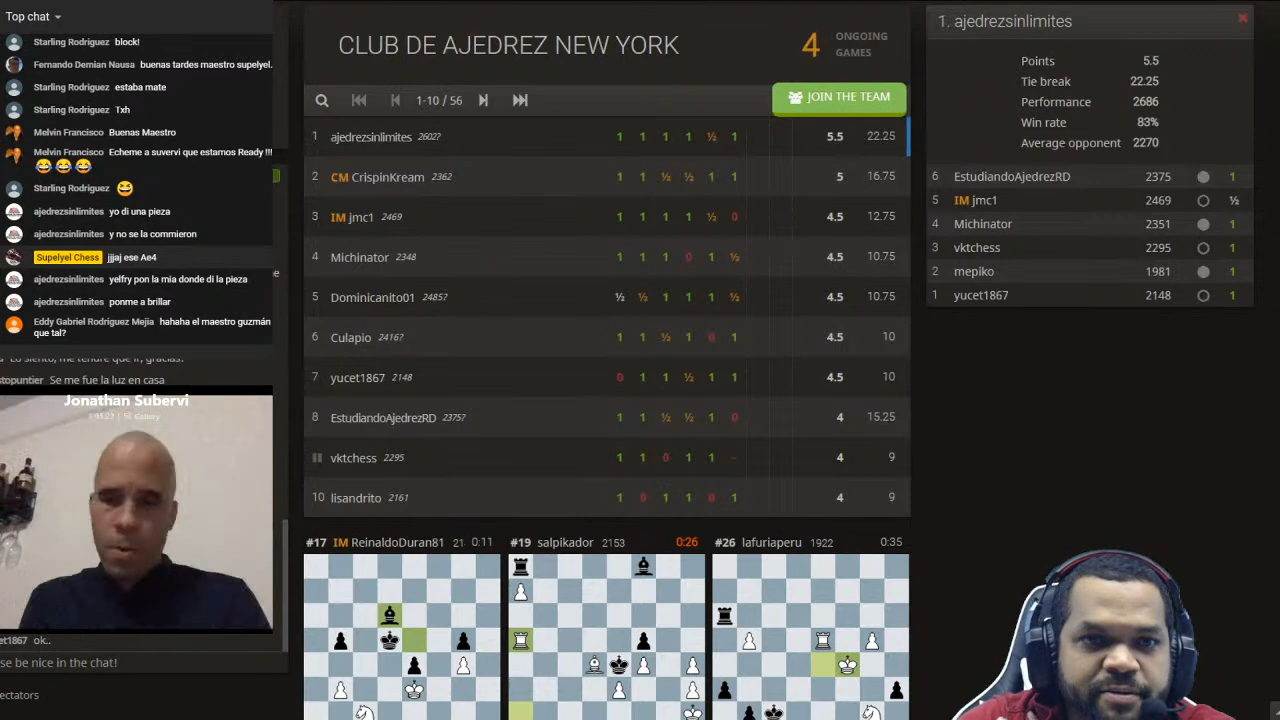 Top chat
Starling Rodriguez block!
Fernando Demian Nausa buenas tardes maestro supelyel.
Starling Rodriguez estaba mate
Starling Rodriguez Txh
Melvin Francisco Buenas Maestro
Melvin Francisco Echeme a suvervi que estamos Ready !!!
Starling Rodriguez
ajedrezsinlimites yo di una pieza
ajedrezsinlimites y no se la commieron
Supelyel Chess jjjaj ese Ae4
ajedrezsinlimites yelfry pon la mia donde di la pieza
ajedrezsinlimites ponme a brillar
Eddy Gabriel Rodriguez Mejia hahaha el maestro guzmán
que tal?
stopuntier Se me fue la luz en casa
Jonathan Subervi
cet1867 ok..
se be nice in the chat!
ectators
CLUB DE AJEDREZ NEW YORK
4 ONGOING
GAMES
1-10 / 56
JOIN THE TEAM
1 ajedrezsinlimites 2602? 1 1 1 1 ½ 1 5.5 22.25
2 CM CrispinKream 2362 1 1 ½ ½ 1 1 5 16.75
3 IM jmc1 2469 1 1 1 1 ½ 0 4.5 12.75
4 Michinator 2348 1 1 1 0 1 ½ 4.5 10.75
5 Dominicanito01 2485? ½ ½ 1 1 1 ½ 4.5 10.75
6 Culapio 2416? 1 1 ½ 1 0 1 4.5 10
7 yucet1867 2148 0 1 1 ½ 1 1 4.5 10
8 EstudiandoAjedrezRD 2375? 1 1 ½ ½ 1 0 4 15.25
vktchess 2295 1 1 0 1 1 - 4 9
10 lisandrito 2161 1 0 1 1 0 1 4 9
#17 IM ReinaldoDuran81 21 0:11
#19 salpikador 2153 0:26
#26 lafuriaperu 1922 0:35
1. ajedrezsinlimites
Points 5.5
Tie break 22.25
Performance 2686
Win rate 83%
Average opponent 2270
6 EstudiandoAjedrezRD 2375 1
5 IM jmc1 2469 ½
4 Michinator 2351 1
3 vktchess 2295 1
2 mepiko 1981 1
1 yucet1867 2148 1